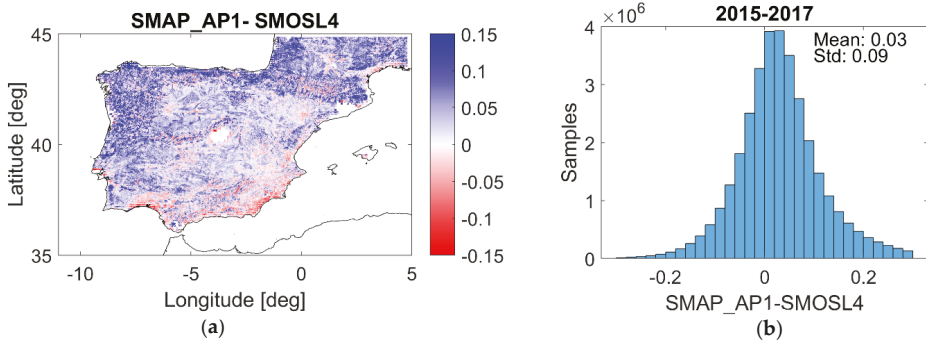 SMAP_AP1- SMOSL4
45
40
35
Latitude [deg]
-10
-5
0
5
Longitude [deg]
0.15
0.1
0.05
0
-0.05
-0.1
-0.15
(a)
×10⁶
2015-2017
Mean: 0.03
Std: 0.09
4
3
2
1
0
Samples
-0.2
0
0.2
SMAP_AP1-SMOSL4
(b)